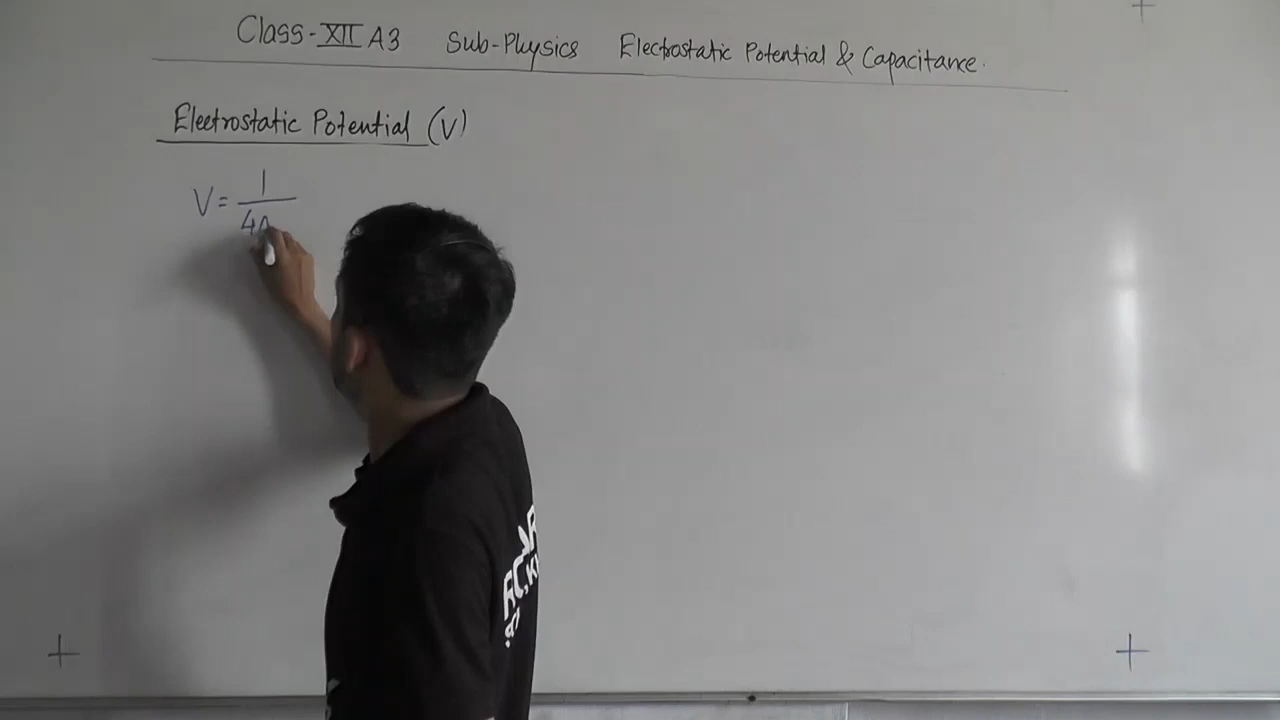 Class-XII A3 Sub-Physics Electrostatic Potential & Capacitance.
Electrostatic Potential (V)
V = 1
4